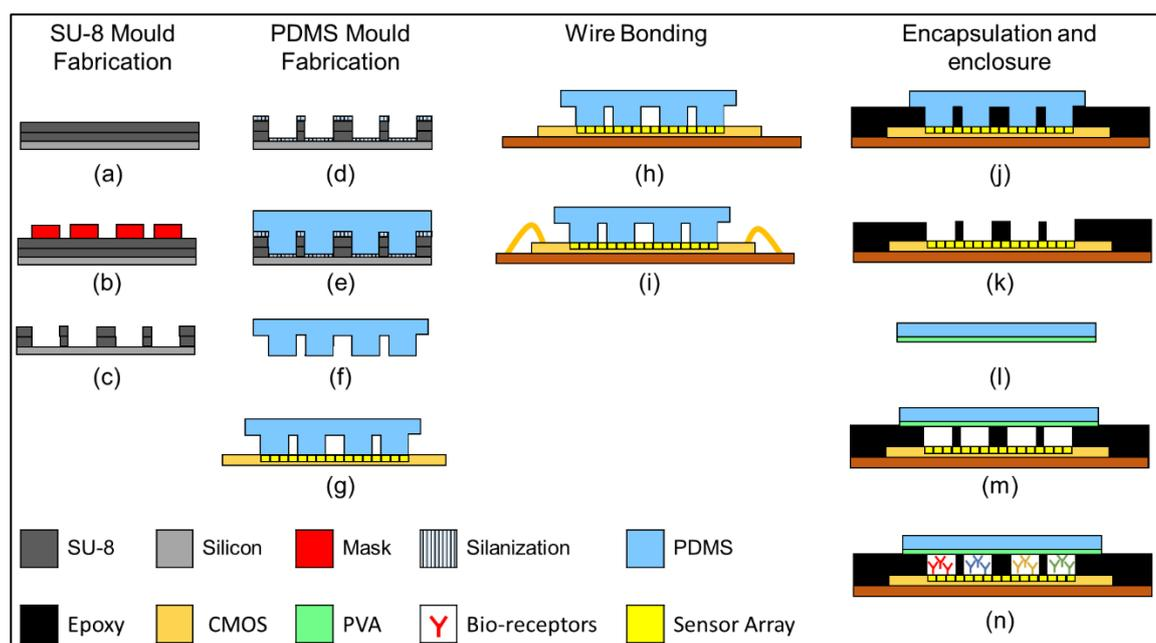 SU-8 Mould
Fabrication
PDMS Mould
Fabrication
Wire Bonding
Encapsulation and
enclosure
(a)
(d)
(h)
(j)
(b)
(e)
(i)
(k)
(c)
(f)
(l)
(g)
(m)
SU-8
Silicon
Mask
Silanization
PDMS
(n)
Epoxy
CMOS
PVA
Bio-receptors
Sensor Array